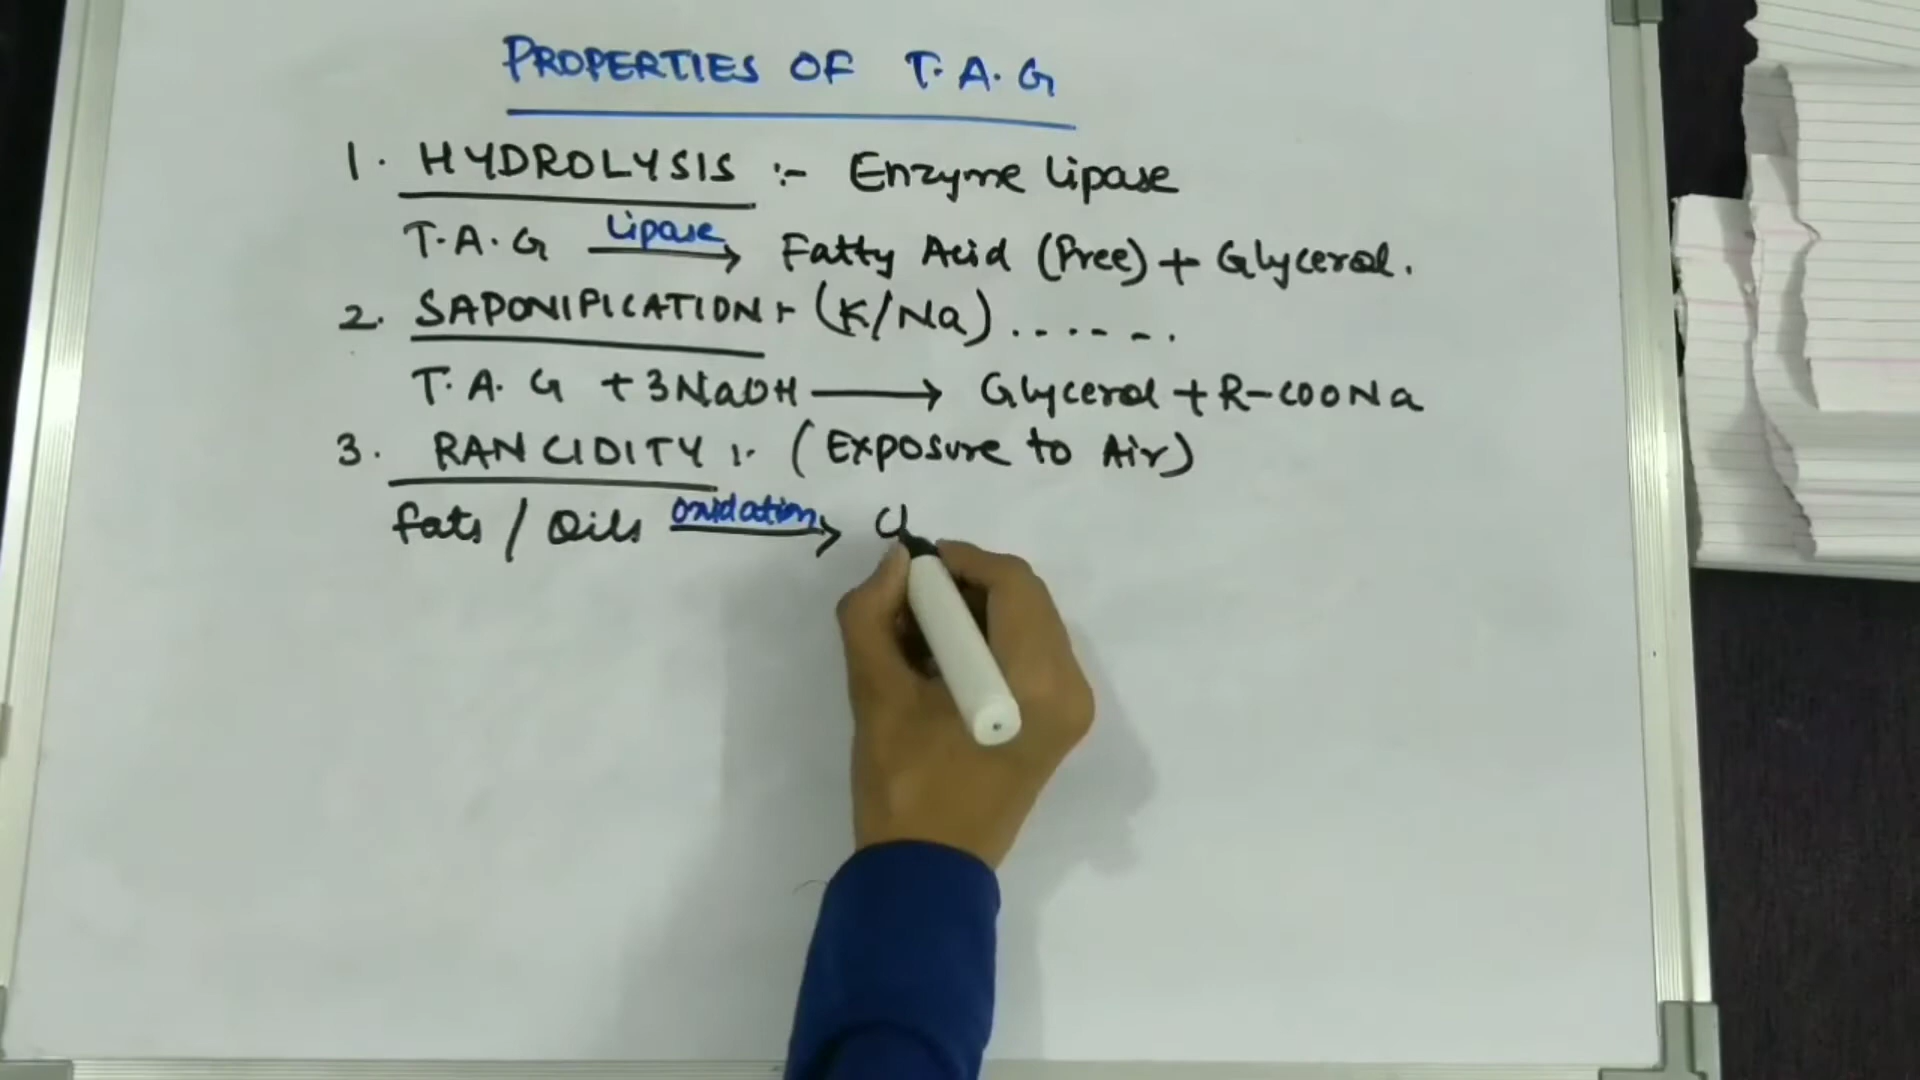 PROPERTIES OF T.A.G
1. HYDROLYSIS :- Enzyme lipase
T.A.G Lipase → Fatty Acid (Free) + Glycerol.
2. SAPONIFICATION :- (K/Na) ......
T.A.G + 3NaOH → Glycerol + R-COONa
3. RANCIDITY :- (Exposure to Air)
fats / Oils oxidation →